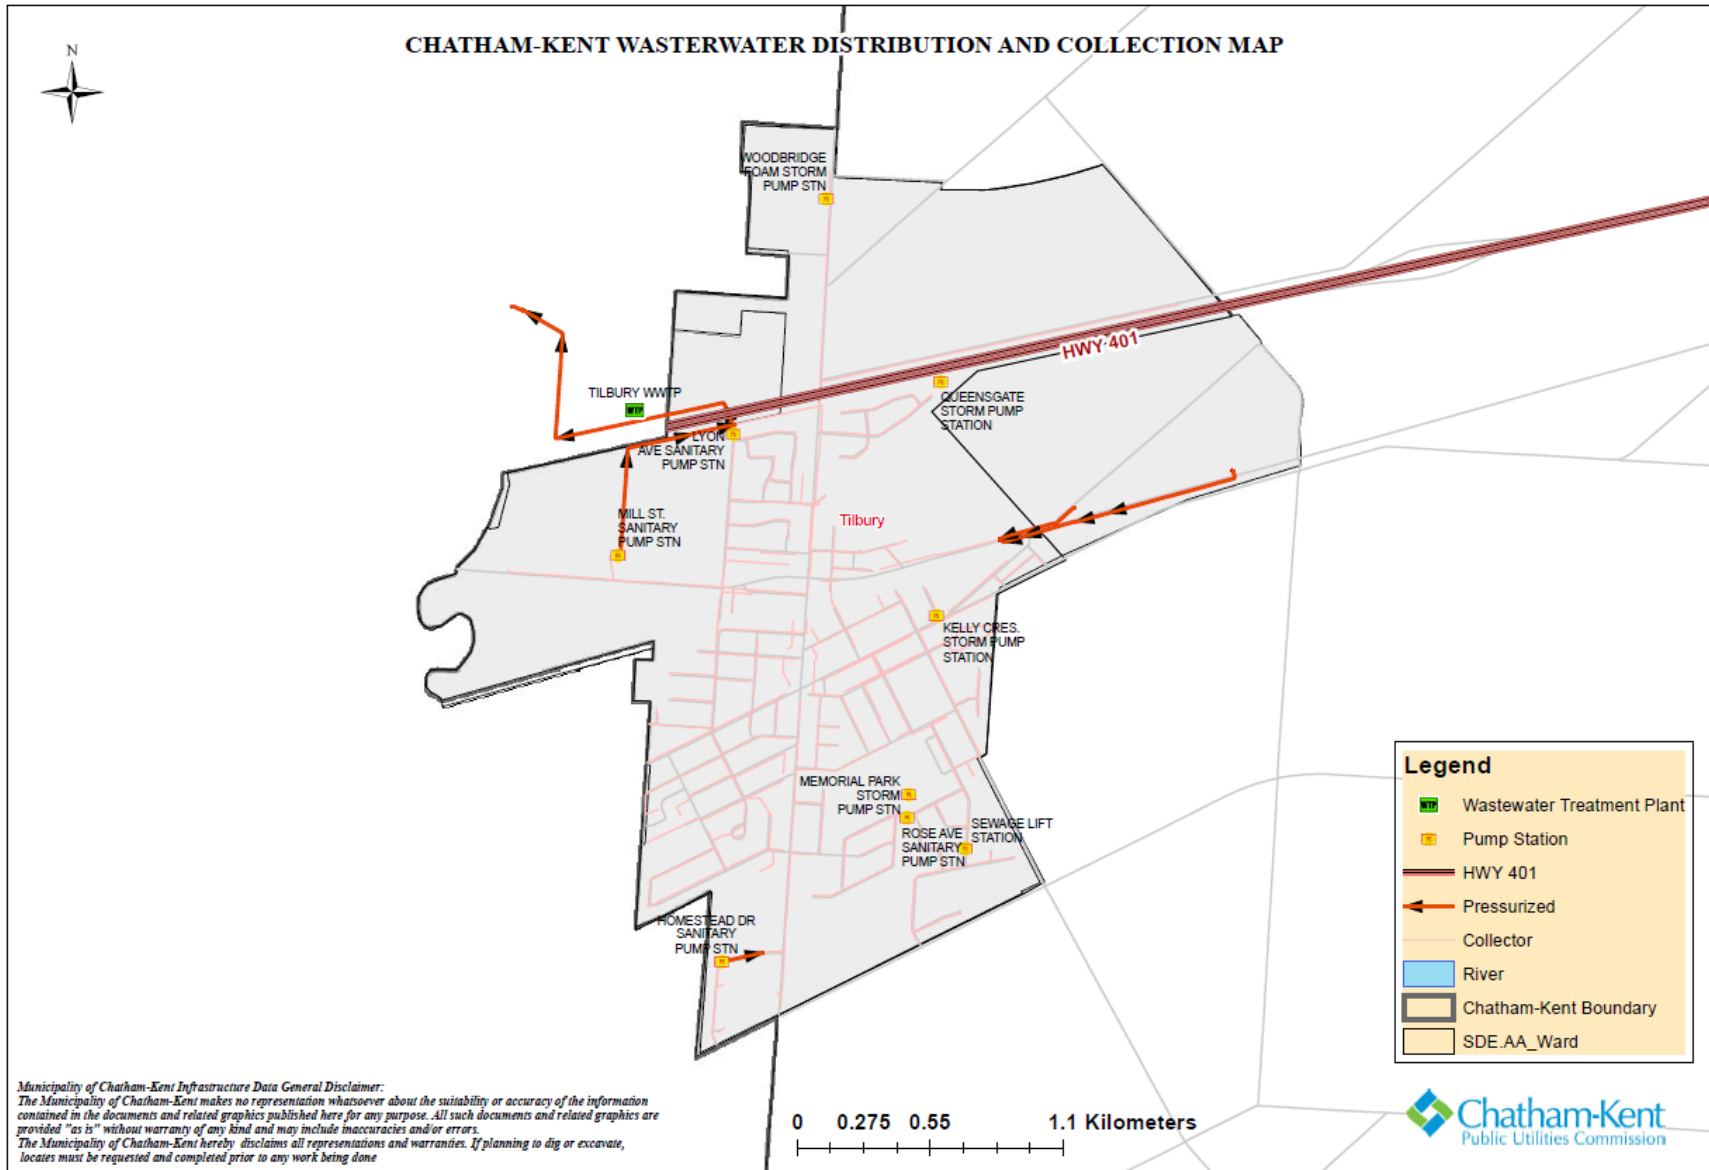 CHATHAM-KENT WASTERWATER DISTRIBUTION AND COLLECTION MAP
N
WOODBRIDGE
FOAM STORM
PUMP STN
HWY 401
TILBURY WWTP
WTP
QUEENSGATE
STORM PUMP
STATION
LYON
AVE SANITARY
PUMP STN
MILL ST.
SANITARY
PUMP STN
Tilbury
KELLY CRES.
STORM PUMP
STATION
MEMORIAL PARK
STORM
PUMP STN
ROSE AVE
SANITARY
PUMP STN
SEWAGE LIFT
STATION
HOMESTEAD DR
SANITARY
PUMP STN
Legend
WTP Wastewater Treatment Plant
Pump Station
HWY 401
Pressurized
Collector
River
Chatham-Kent Boundary
SDE.AA_Ward
Municipality of Chatham-Kent Infrastructure Data General Disclaimer:
The Municipality of Chatham-Kent makes no representation whatsoever about the suitability or accuracy of the information
contained in the documents and related graphics published here for any purpose. All such documents and related graphics are
provided "as is" without warranty of any kind and may include inaccuracies and/or errors.
The Municipality of Chatham-Kent hereby disclaims all representations and warranties. If planning to dig or excavate,
locates must be requested and completed prior to any work being done
0 0.275 0.55 1.1 Kilometers
Chatham-Kent
Public Utilities Commission